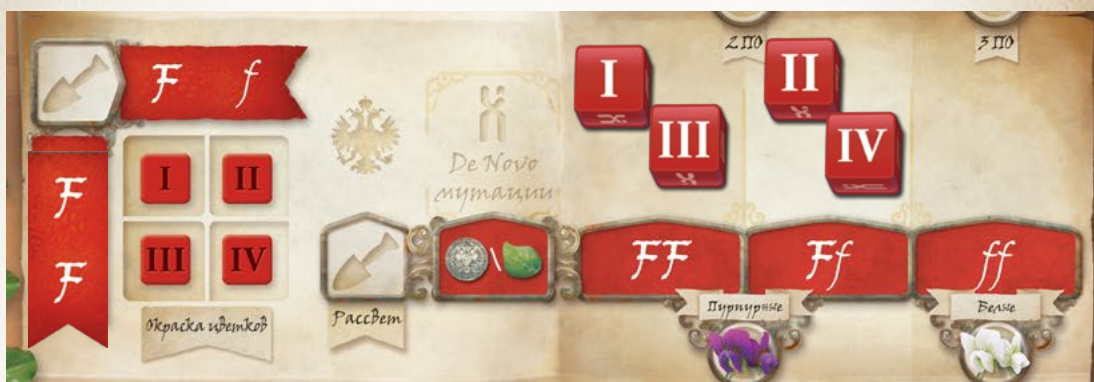 2 ПО
3 ПО
F f
I
II
III
IV
F
F
I II
III IV
De Novo
мутации
FF
Ff
ff
Окраска цветков
Рассвет
Пурпурные
Белые